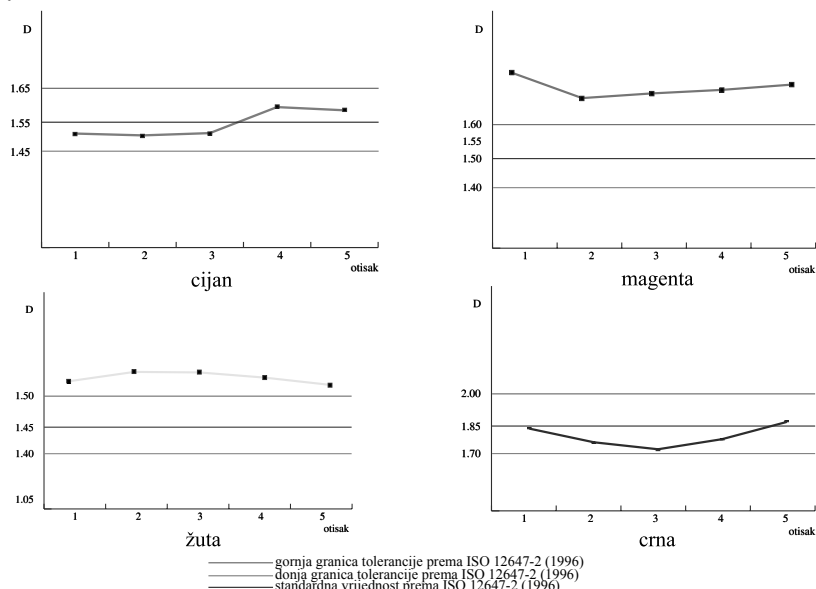 D
1.65
1.55
1.45
1 2 3 4 5
otisak
cijan
D
1.60
1.55
1.50
1.40
1 2 3 4 5
otisak
magenta
D
1.50
1.45
1.40
1.05
1 2 3 4 5
otisak
žuta
D
2.00
1.85
1.70
1 2 3 4 5
otisak
crna
gornja granica tolerancije prema ISO 12647-2 (1996)
donja granica tolerancije prema ISO 12647-2 (1996)
standardna vrijednost prema ISO 12647-2 (1996)